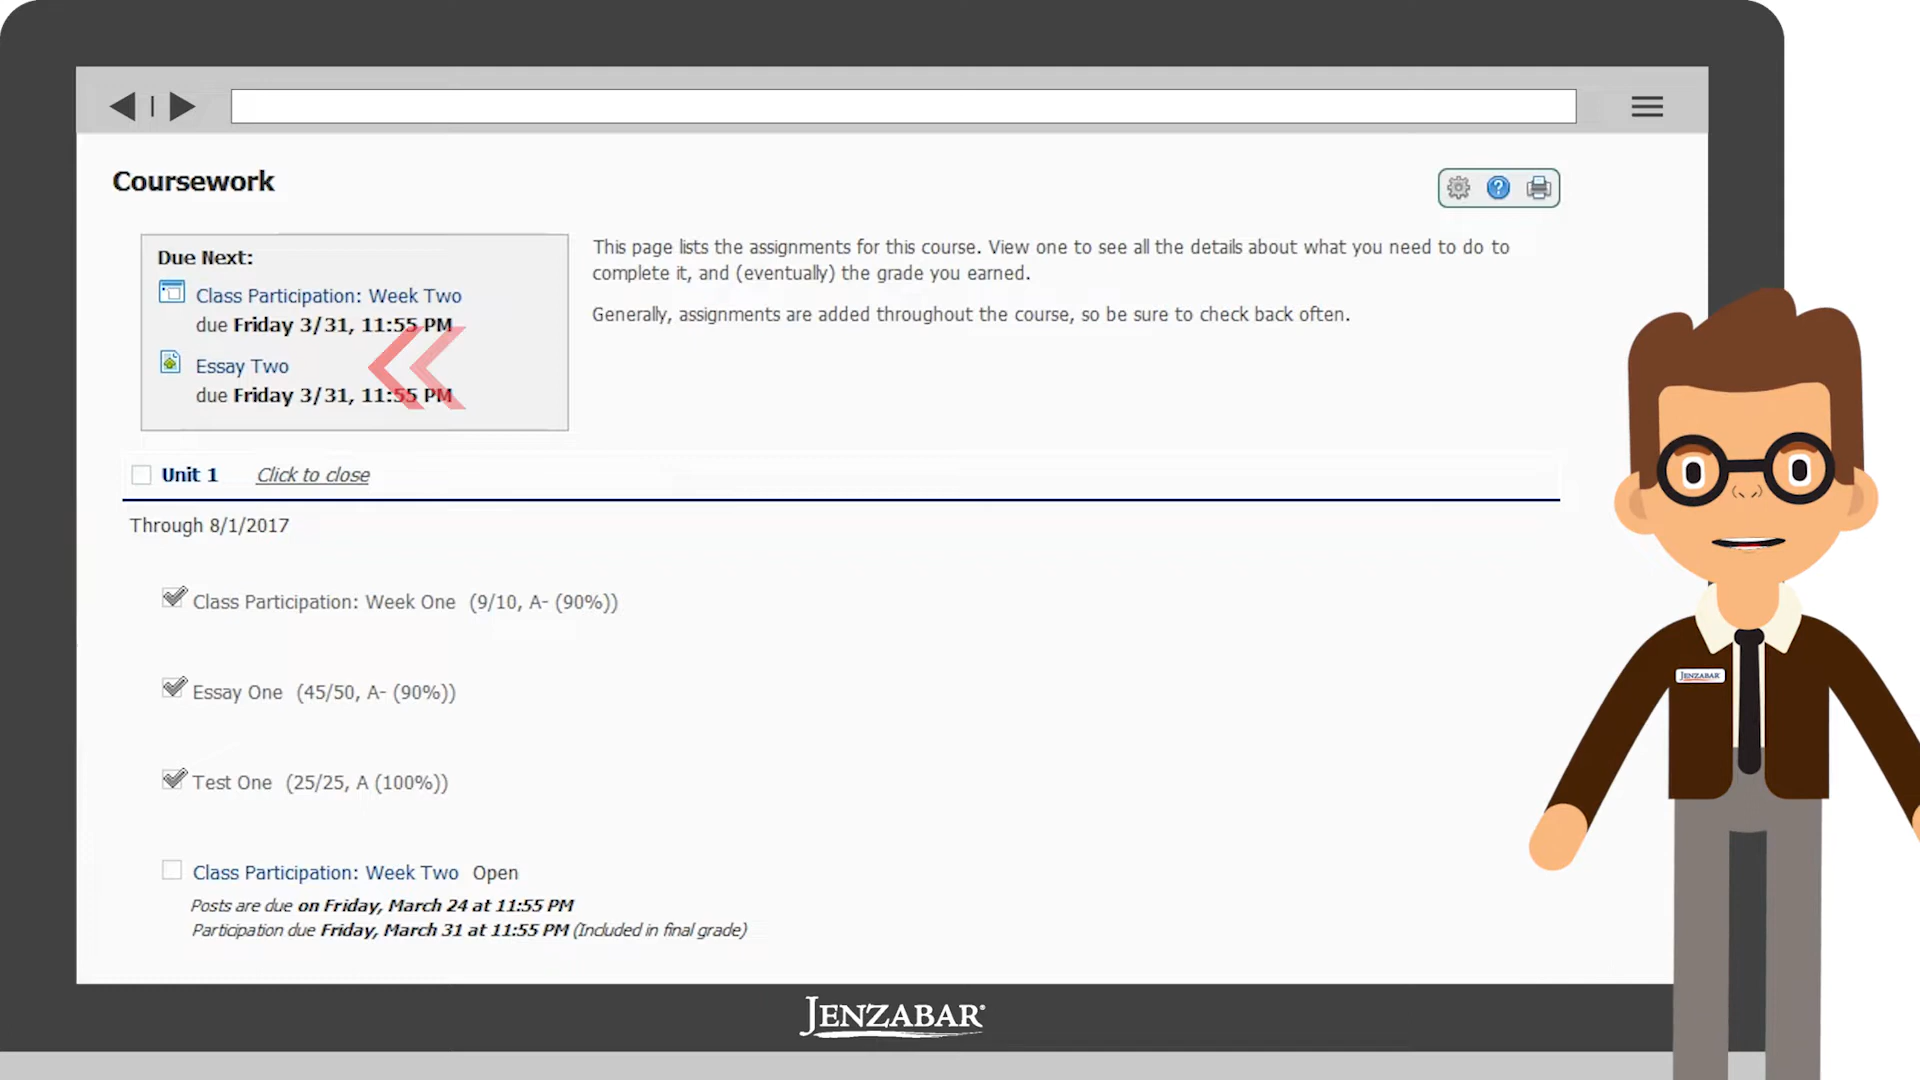 Coursework
Due Next:
Class Participation: Week Two
due Friday 3/31, 11:55 PM
Essay Two
due Friday 3/31, 11:55 PM
This page lists the assignments for this course. View one to see all the details about what you need to do to
complete it, and (eventually) the grade you earned.
Generally, assignments are added throughout the course, so be sure to check back often.
Unit 1 Click to close
Through 8/1/2017
Class Participation: Week One (9/10, A- (90%))
Essay One (45/50, A- (90%))
Test One (25/25, A (100%))
Class Participation: Week Two Open
Posts are due on Friday, March 24 at 11:55 PM
Participation due Friday, March 31 at 11:55 PM (Included in final grade)
JENZABAR
JENZABAR®